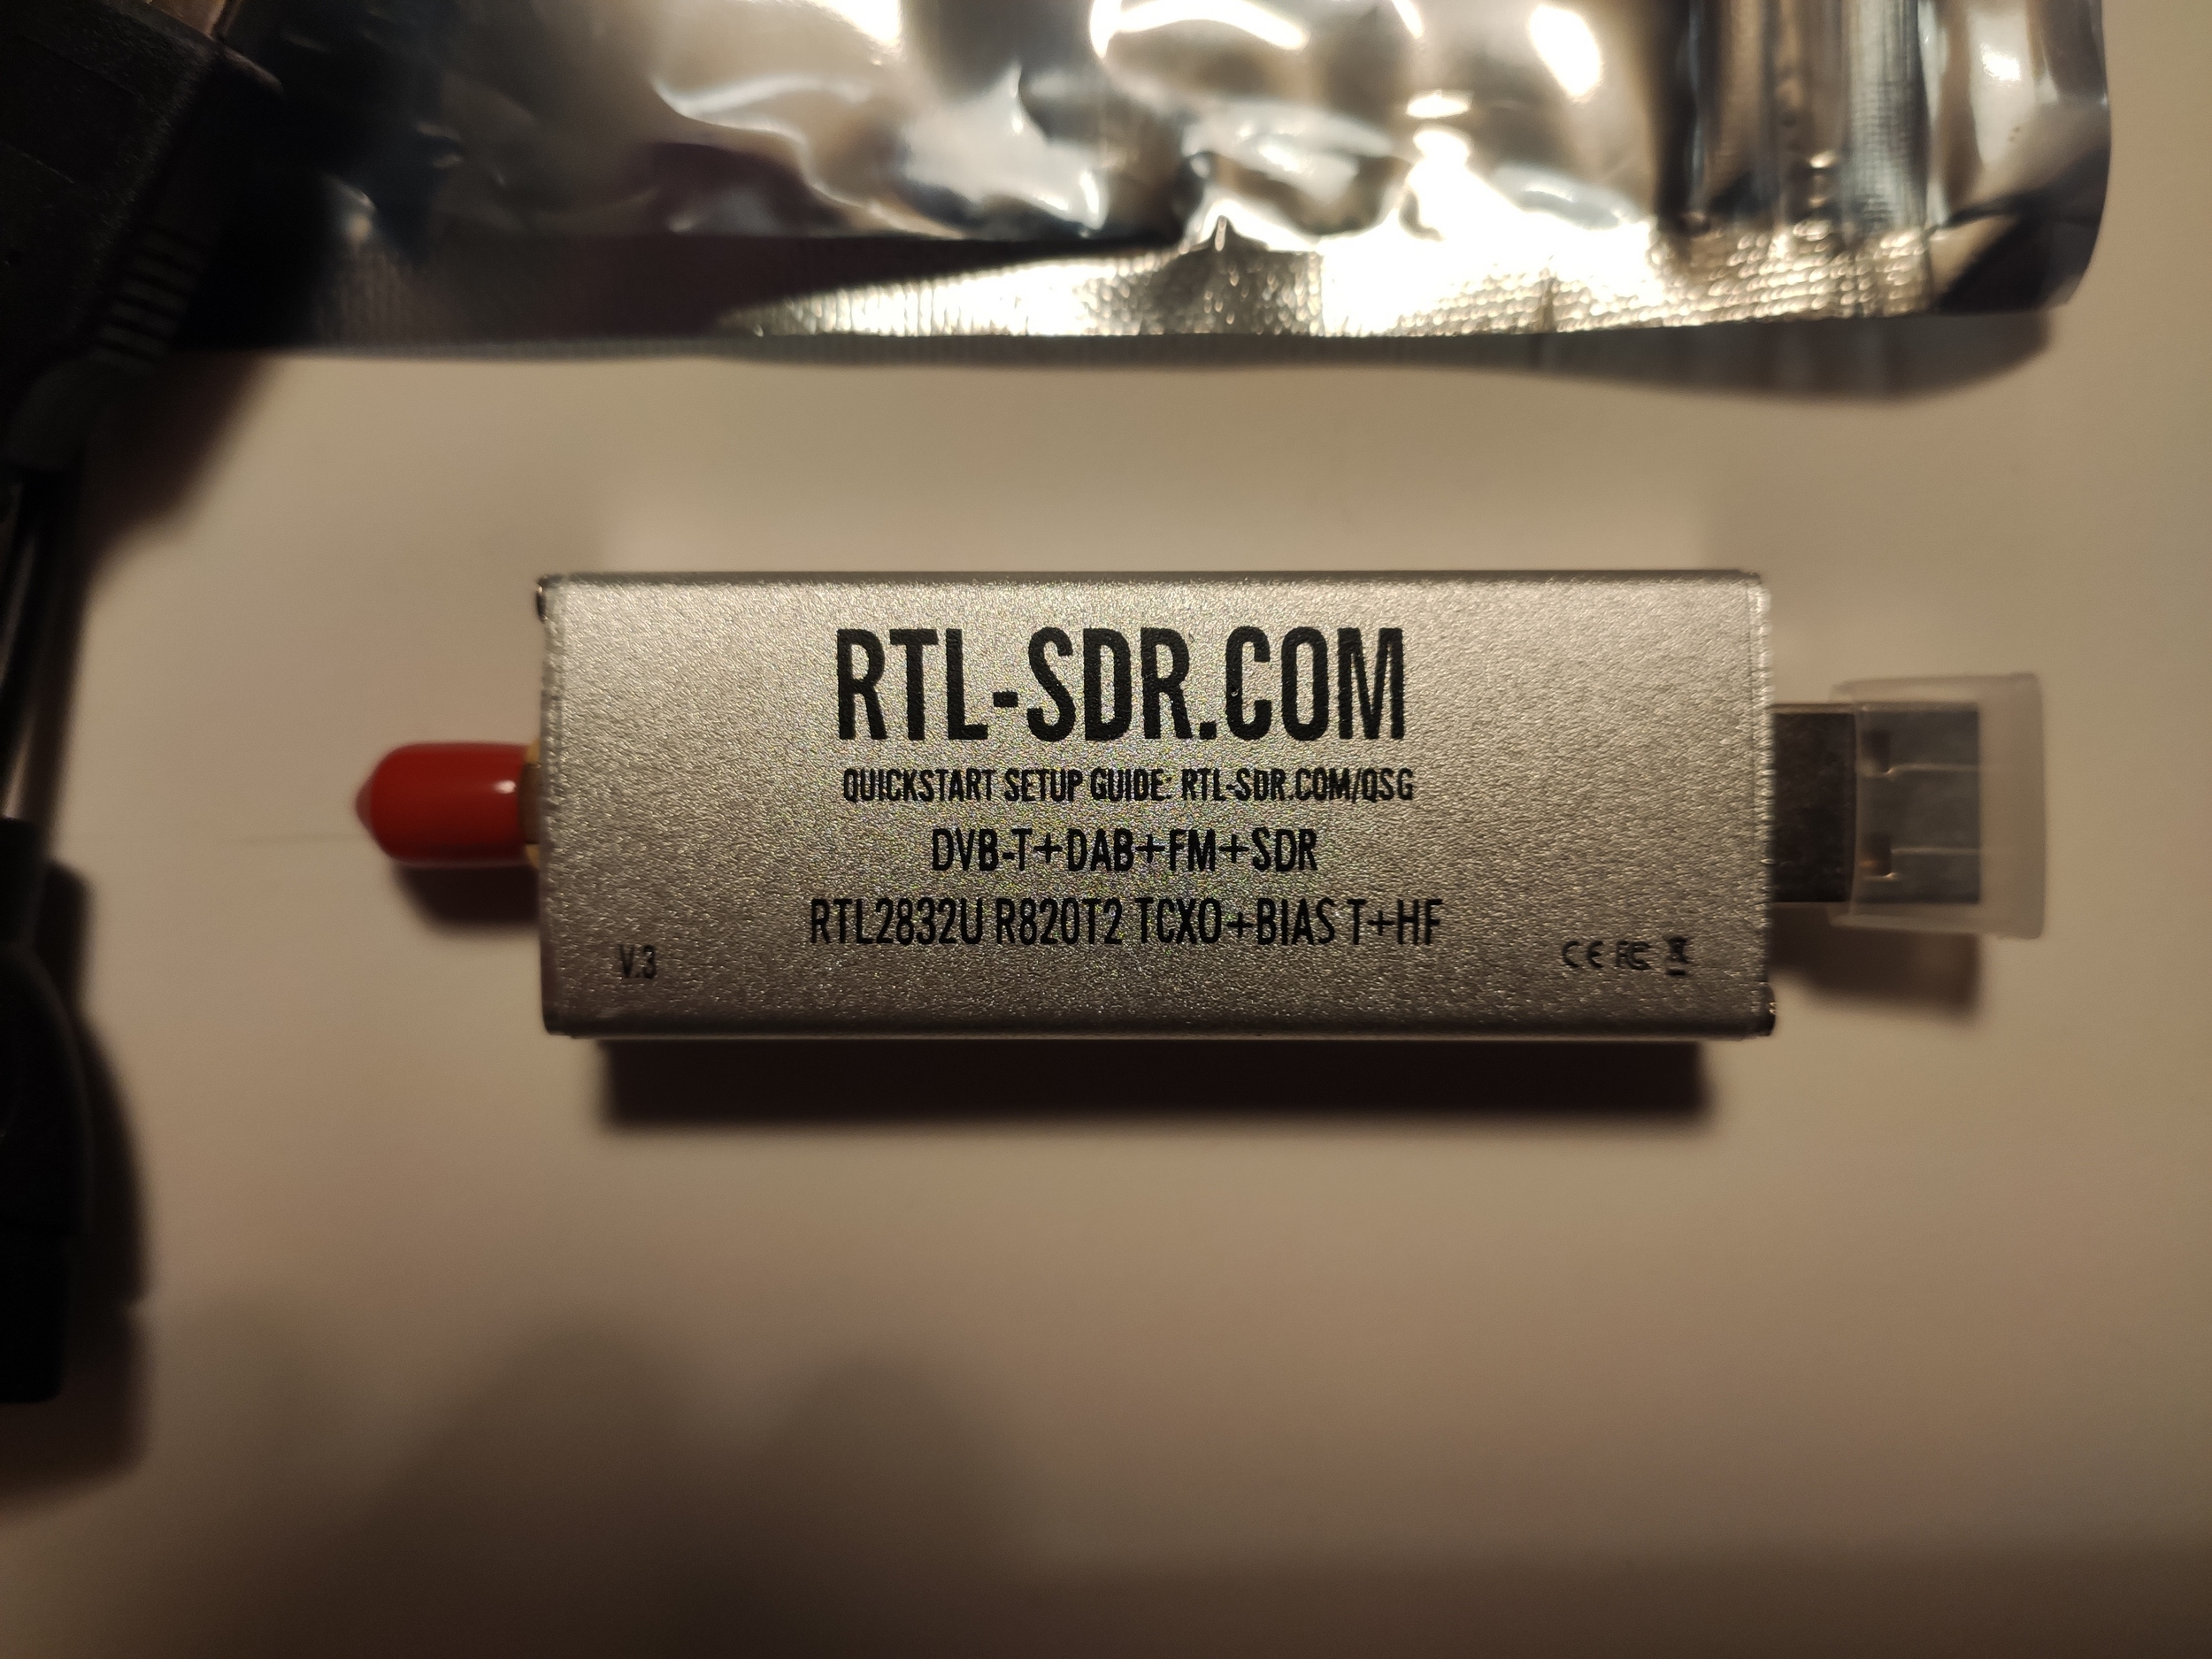 RTL-SDR.COM
QUICKSTART SETUP GUIDE: RTL-SDR.COM/QSG
DVB-T+DAB+FM+SDR
RTL2832U R820T2 TCXO+BIAS T+HF
V.3
CE FC